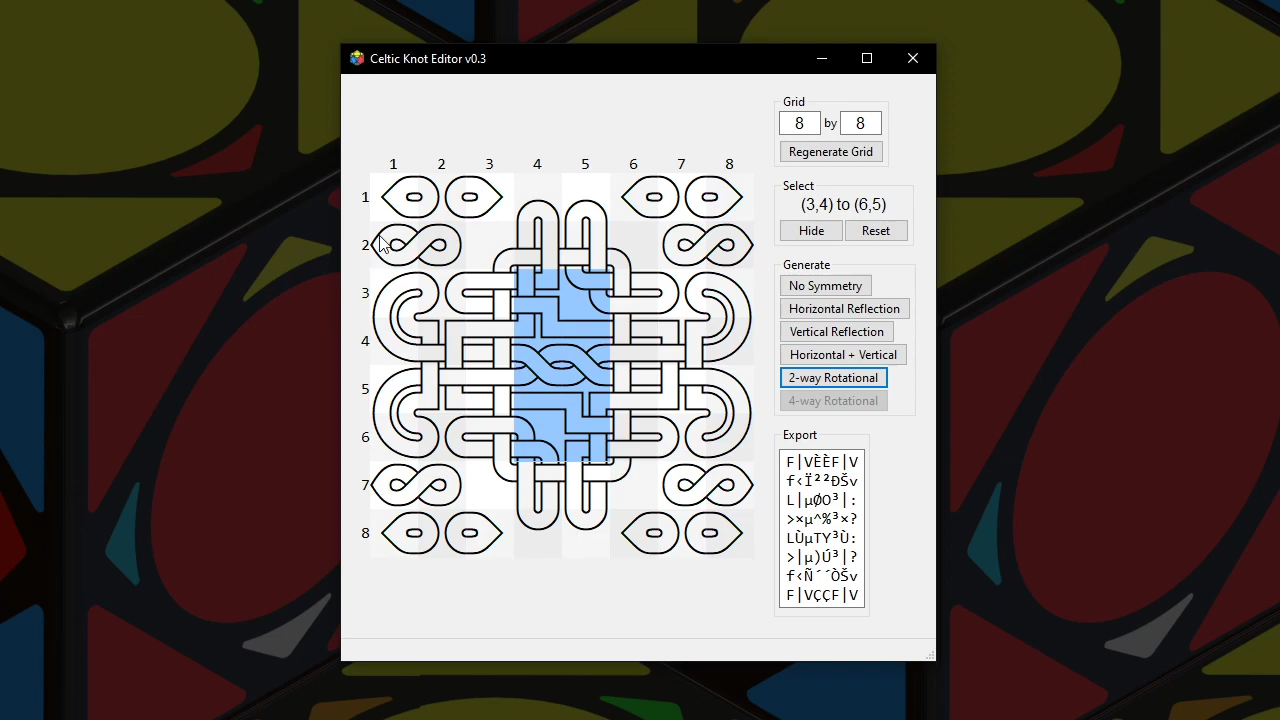 Celtic Knot Editor v0.3
Grid
8 by 8
Regenerate Grid
1 2 3 4 5 6 7 8
1
2
3
4
5
6
7
8
Select
(3,4) to (6,5)
Hide Reset
Generate
No Symmetry
Horizontal Reflection
Vertical Reflection
Horizontal + Vertical
2-way Rotational
4-way Rotational
Export
F|VÈÈF|V
f‹Ï²²ÐŠv
L|µØO³|:
>×µ^%³×?
LÙµTY³Ù:
>|µ)Ú³|?
f‹Ñ´´ÒŠv
F|VÇÇF|V